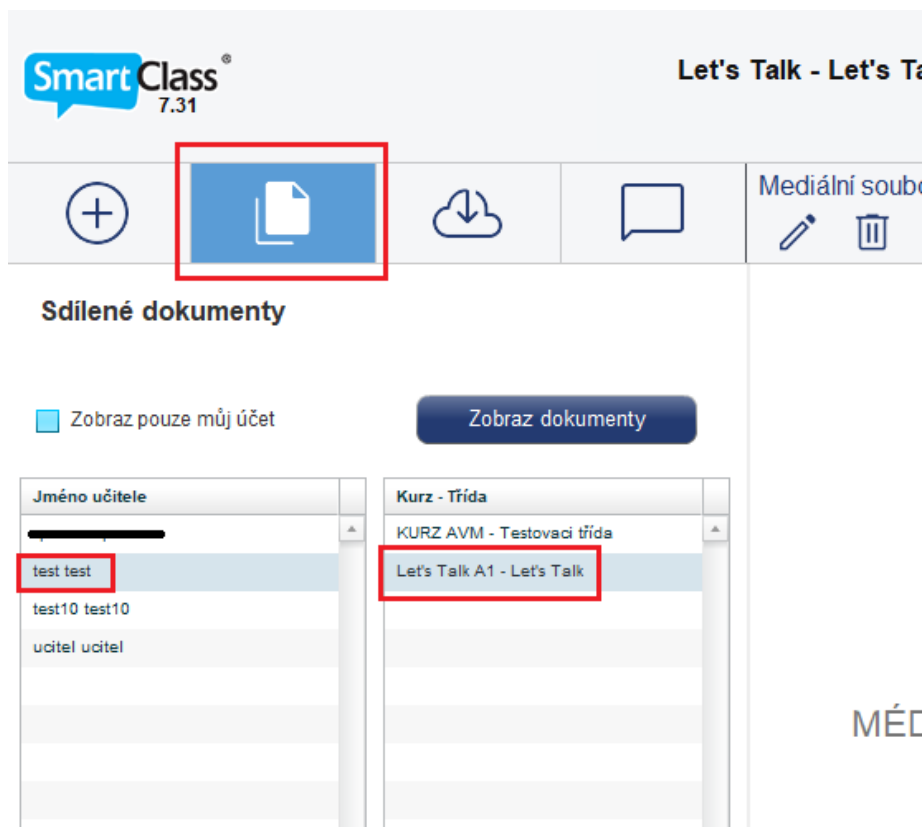 SmartClass®
7.31
Let's Talk - Let's Ta
Mediální soubo
Sdílené dokumenty
Zobraz pouze můj účet
Zobraz dokumenty
Jméno učitele
Kurz - Třída
KURZ AVM - Testovaci třída
test test
Let's Talk A1 - Let's Talk
test10 test10
ucitel ucitel
MÉD